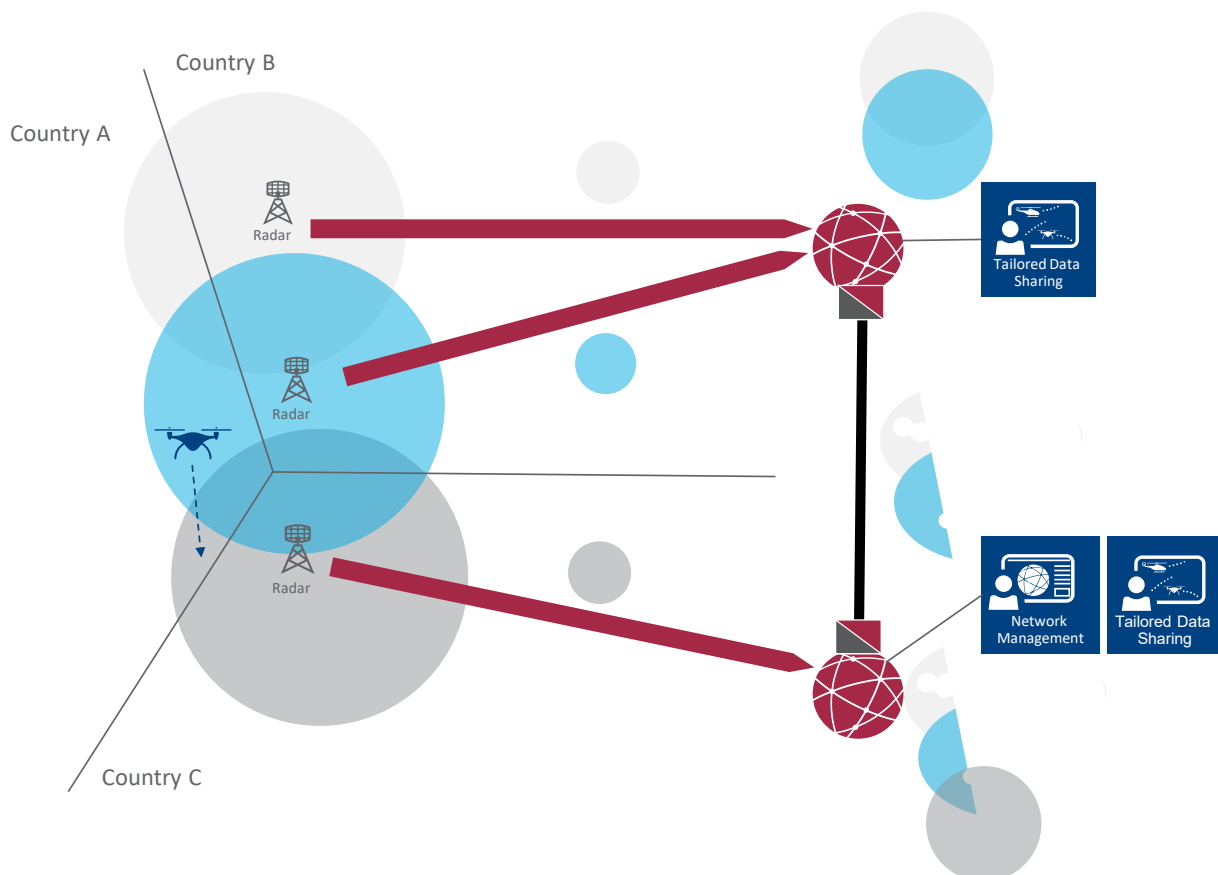 Country B
Country A
Radar
Tailored Data
Sharing
Radar
Radar
Network
Management
Tailored Data
Sharing
Country C